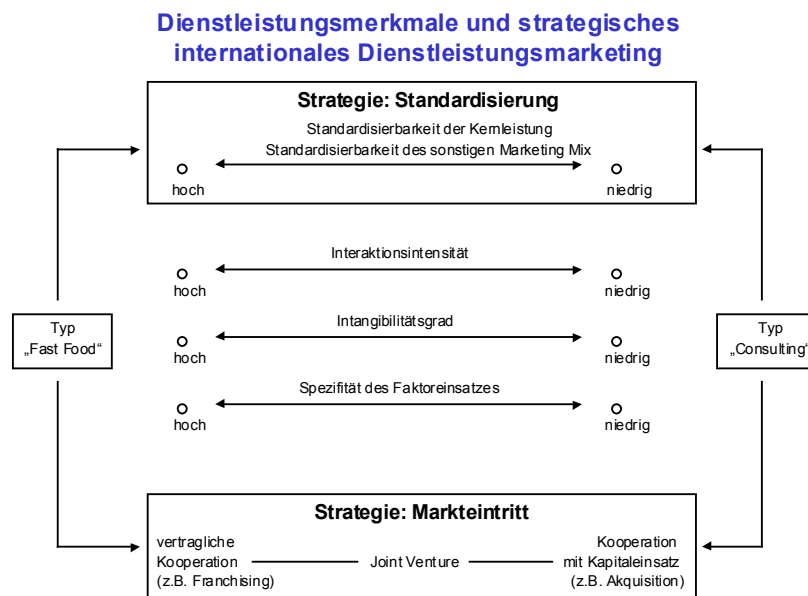 Dienstleistungsmerkmale und strategisches
internationales Dienstleistungsmarketing
Strategie: Standardisierung
Standardisierbarkeit der Kernleistung
Standardisierbarkeit des sonstigen Marketing Mix
hoch
niedrig
Interaktionsintensität
hoch
niedrig
Typ
„Fast Food“
Intangibilitätsgrad
hoch
niedrig
Typ
„Consulting“
Spezifität des Faktoreinsatzes
hoch
niedrig
Strategie: Markteintritt
vertragliche
Kooperation
(z.B. Franchising)
Joint Venture
Kooperation
mit Kapitaleinsatz
(z.B. Akquisition)